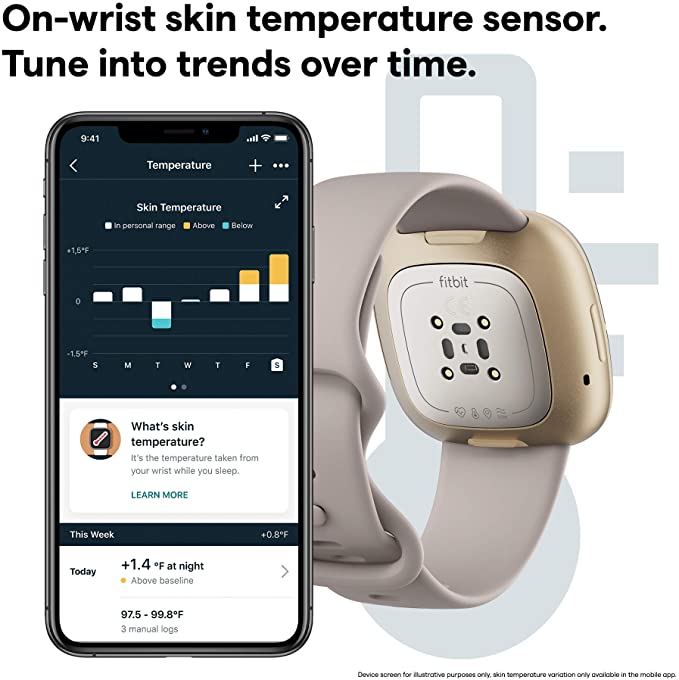 On-wrist skin temperature sensor.
Tune into trends over time.
9:41
Temperature
Skin Temperature
In personal range Above Below
+1,5°F
0
-1.5°F
S M T W T F S
What's skin
temperature?
It's the temperature taken from
your wrist while you sleep.
LEARN MORE
This Week +0.8°F
Today +1.4 °F at night
Above baseline
97.5 - 99.8°F
3 manual logs
fitbit
CE
Device screen for illustrative purposes only, skin temperature variation only available in the mobile app.